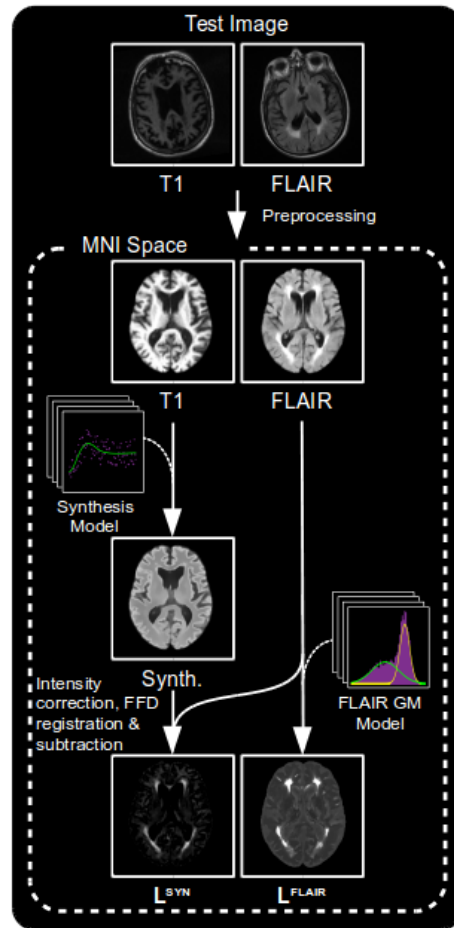 Test Image
T1
FLAIR
Preprocessing
MNI Space
T1
FLAIR
Synthesis
Model
Synth.
Intensity
correction, FFD
registration &
subtraction
FLAIR GM
Model
L^SYN
L^FLAIR